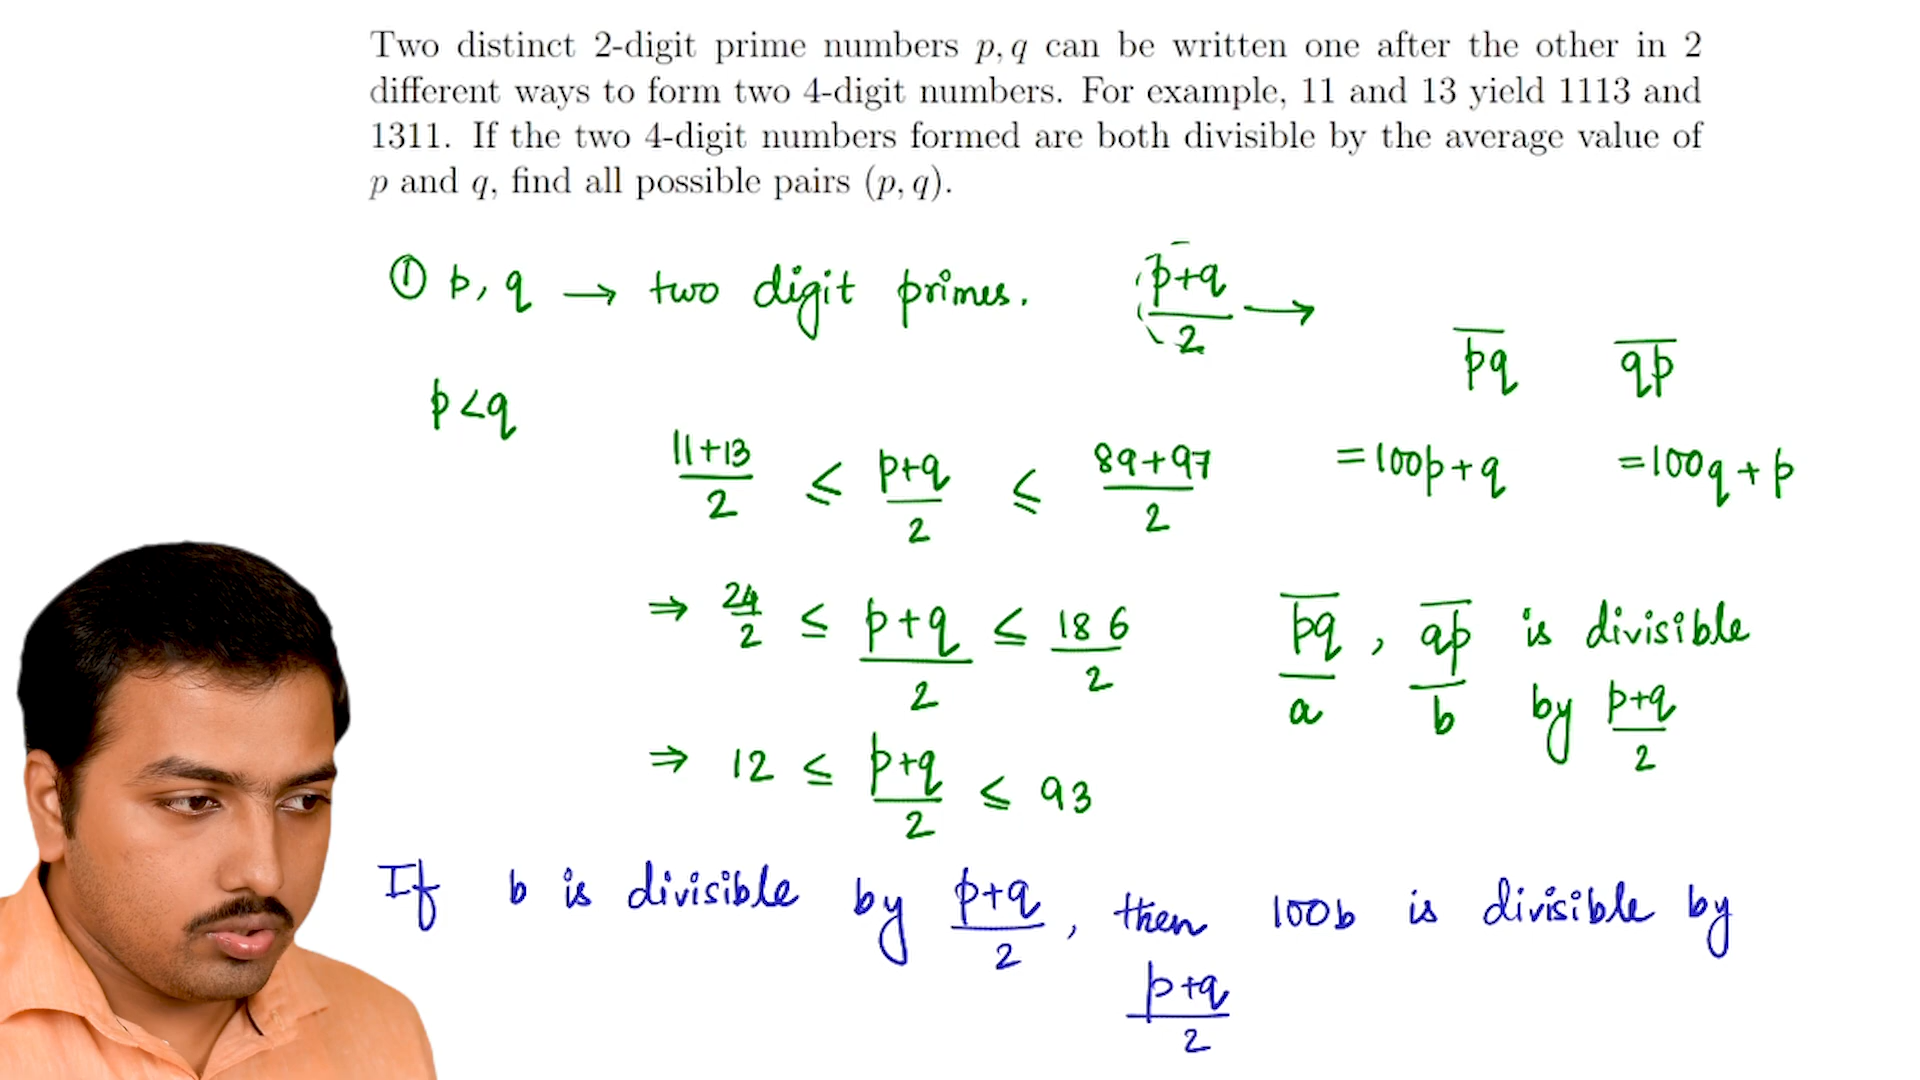 Two distinct 2-digit prime numbers p, q can be written one after the other in 2
different ways to form two 4-digit numbers. For example, 11 and 13 yield 1113 and
1311. If the two 4-digit numbers formed are both divisible by the average value of
p and q, find all possible pairs (p, q).
① p, q → two digit primes. (p+q)/2 →
p̅q̅ q̅p̅
p<q
(11+13)/2 ≤ (p+q)/2 ≤ (89+97)/2
=100p+q =100q+p
⇒ 24/2 ≤ (p+q)/2 ≤ 186/2
p̅q̅/a , q̅p̅/b is divisible
by (p+q)/2
⇒ 12 ≤ (p+q)/2 ≤ 93
If b is divisible by (p+q)/2, then 100b is divisible by
(p+q)/2